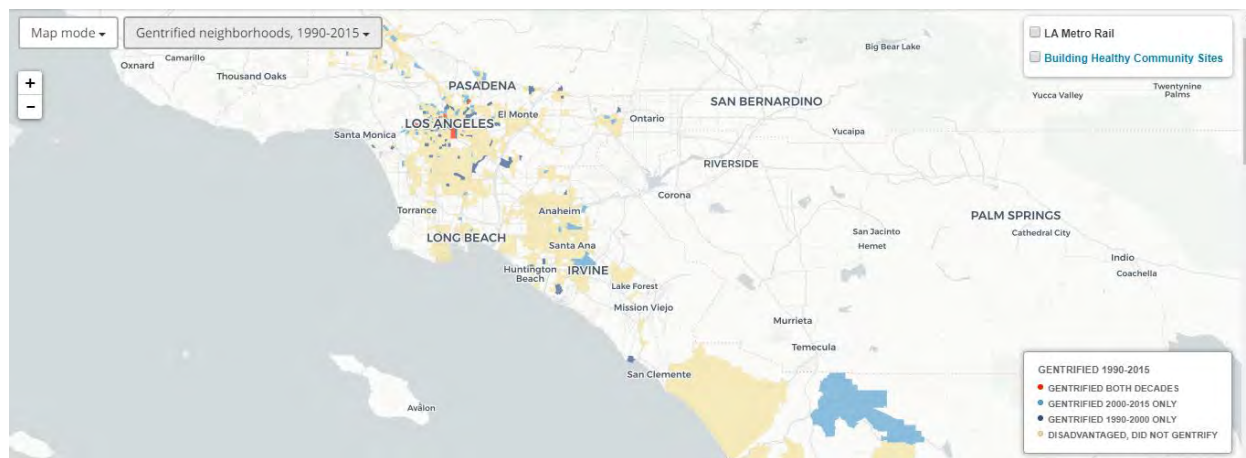 Map mode
Gentrified neighborhoods, 1990-2015
LA Metro Rail
Building Healthy Community Sites
+
−
Oxnard
Camarillo
Thousand Oaks
PASADENA
Big Bear Lake
Yucca Valley
Twentynine
Palms
SAN BERNARDINO
El Monte
Ontario
LOS ANGELES
Santa Monica
Yucaipa
RIVERSIDE
Corona
Torrance
Anaheim
PALM SPRINGS
Cathedral City
San Jacinto
Hemet
LONG BEACH
Santa Ana
Indio
Coachella
Huntington
Beach
IRVINE
Lake Forest
Mission Viejo
Murrieta
Temecula
San Clemente
Avalon
GENTRIFIED 1990-2015
GENTRIFIED BOTH DECADES
GENTRIFIED 2000-2015 ONLY
GENTRIFIED 1990-2000 ONLY
DISADVANTAGED, DID NOT GENTRIFY